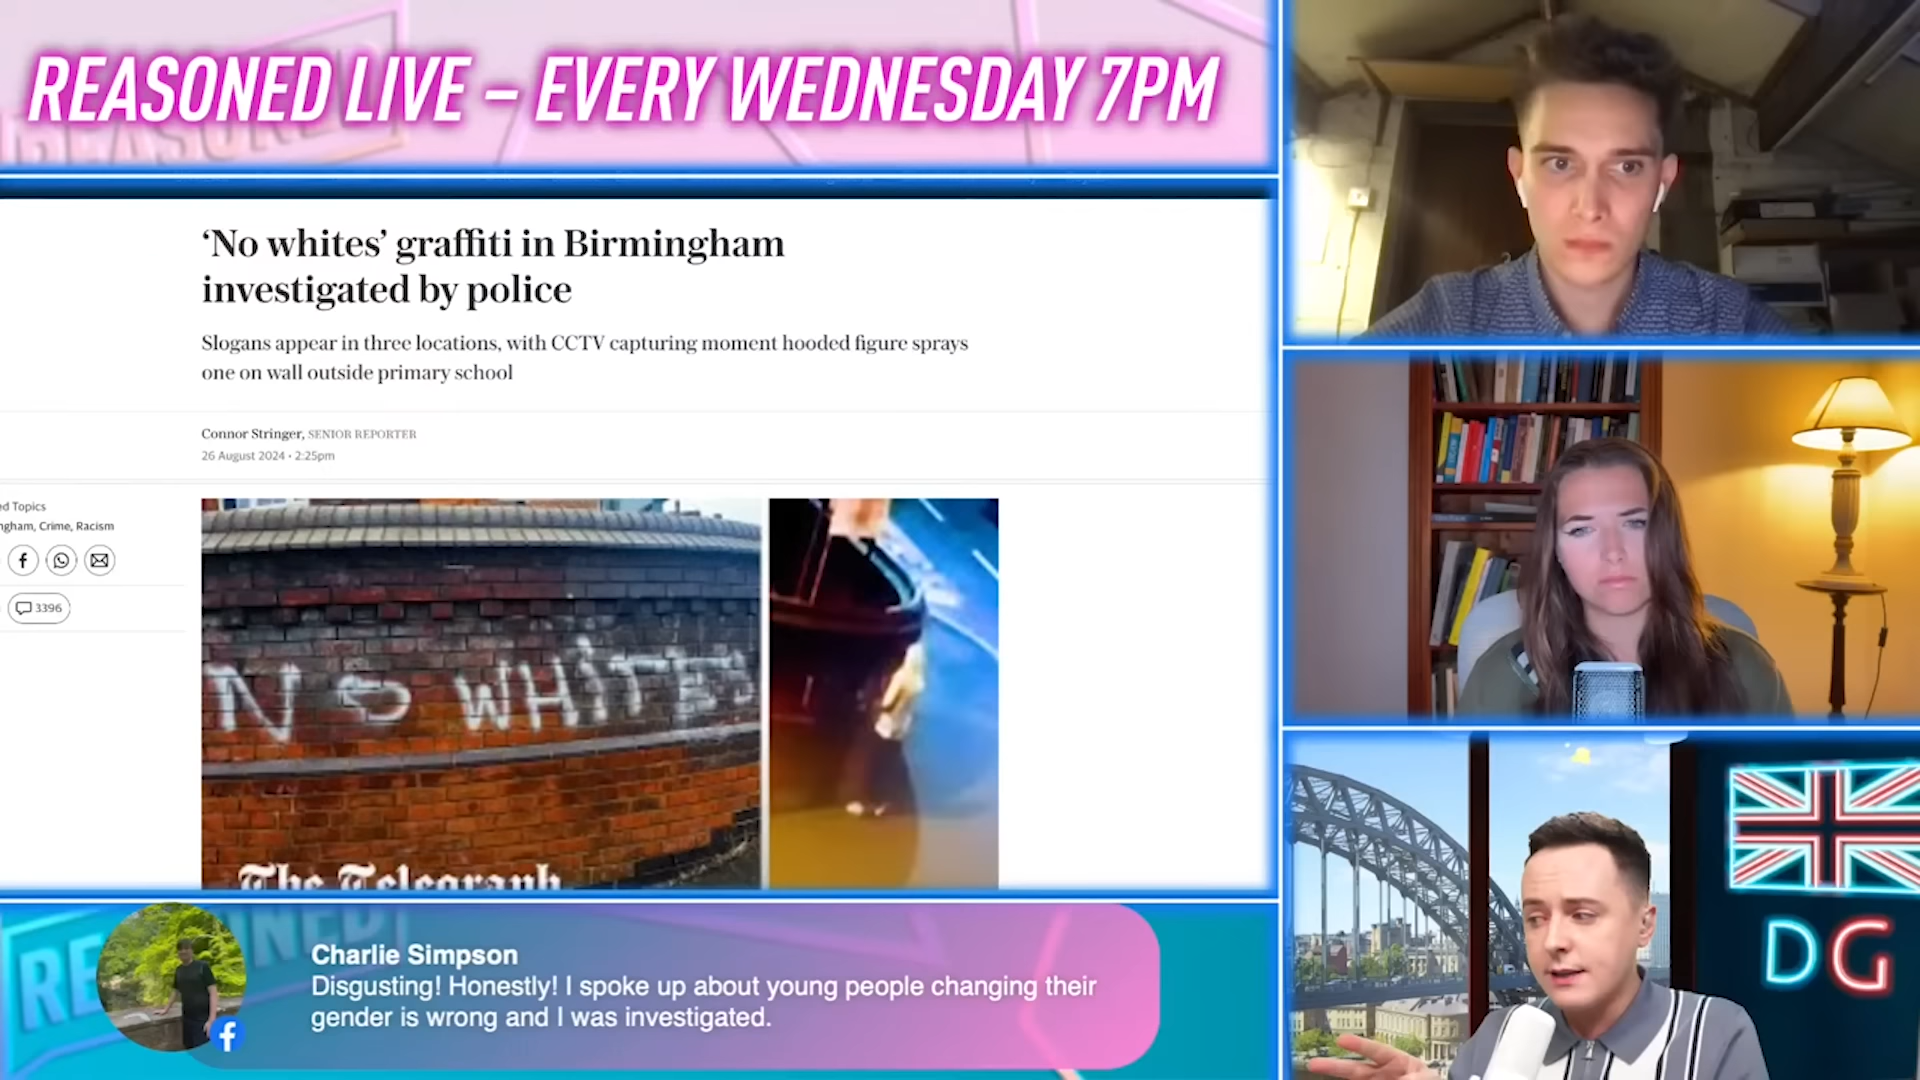 REASONED LIVE – EVERY WEDNESDAY 7PM
‘No whites’ graffiti in Birmingham
investigated by police
Slogans appear in three locations, with CCTV capturing moment hooded figure sprays
one on wall outside primary school
Connor Stringer, SENIOR REPORTER
26 August 2024 • 2:25pm
ed Topics
ngham, Crime, Racism
3396
NO WHITES
The Telegraph
DG
REASONED
Charlie Simpson
Disgusting! Honestly! I spoke up about young people changing their
gender is wrong and I was investigated.